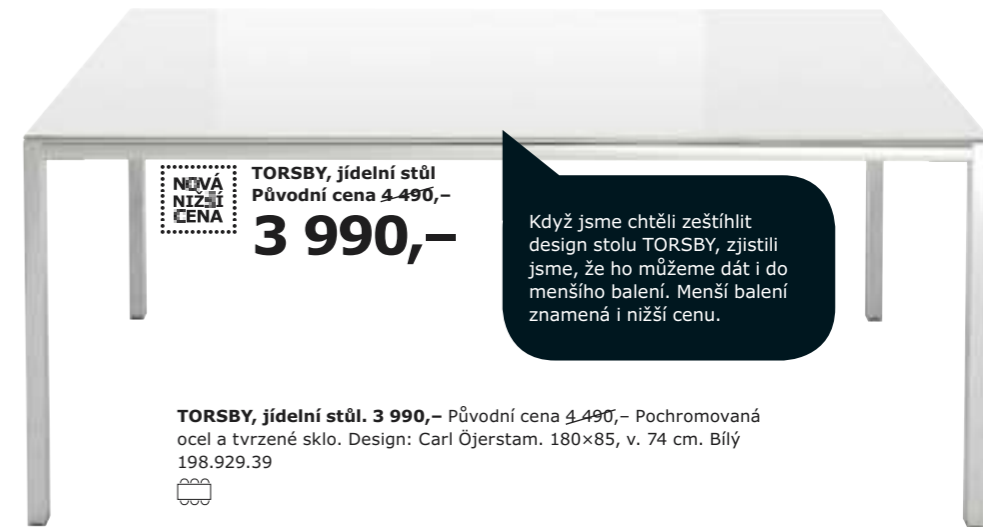 NOVÁ
NIŽŠÍ
CENA
TORSBY, jídelní stůl
Původní cena 4 490,–
3 990,–
Když jsme chtěli zeštíhlit
design stolu TORSBY, zjistili
jsme, že ho můžeme dát i do
menšího balení. Menší balení
znamená i nižší cenu.
TORSBY, jídelní stůl. 3 990,– Původní cena 4 490,– Pochromovaná
ocel a tvrzené sklo. Design: Carl Öjerstam. 180×85, v. 74 cm. Bílý
198.929.39